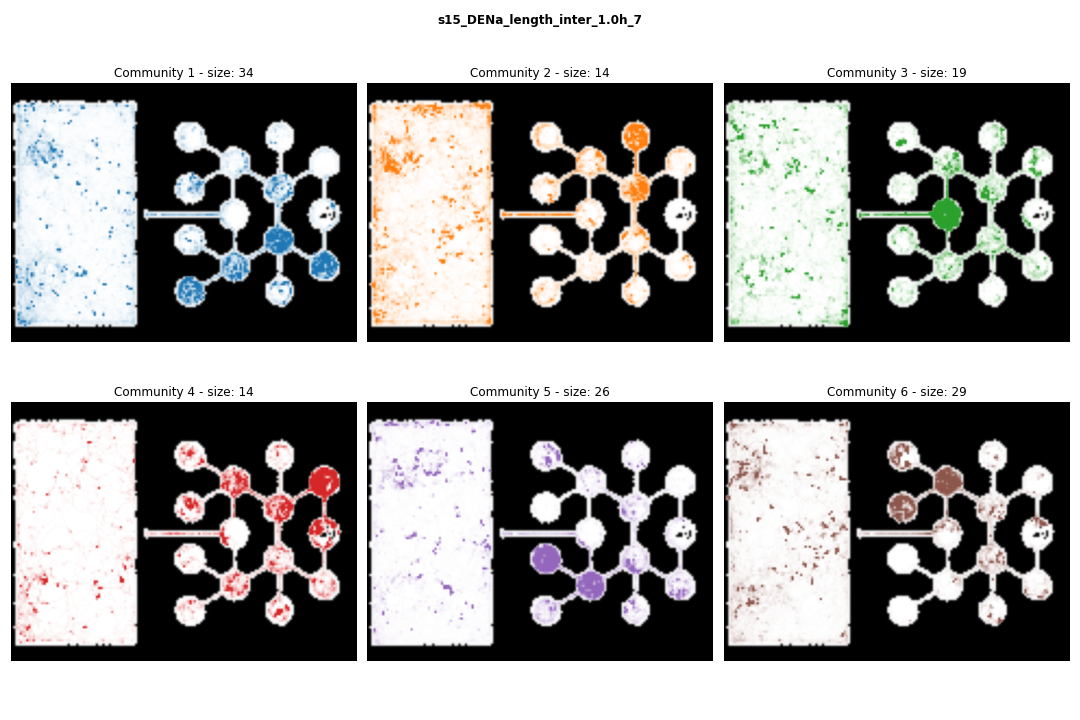 s15_DENa_length_inter_1.0h_7
Community 1 - size: 34
Community 2 - size: 14
Community 3 - size: 19
Community 4 - size: 14
Community 5 - size: 26
Community 6 - size: 29